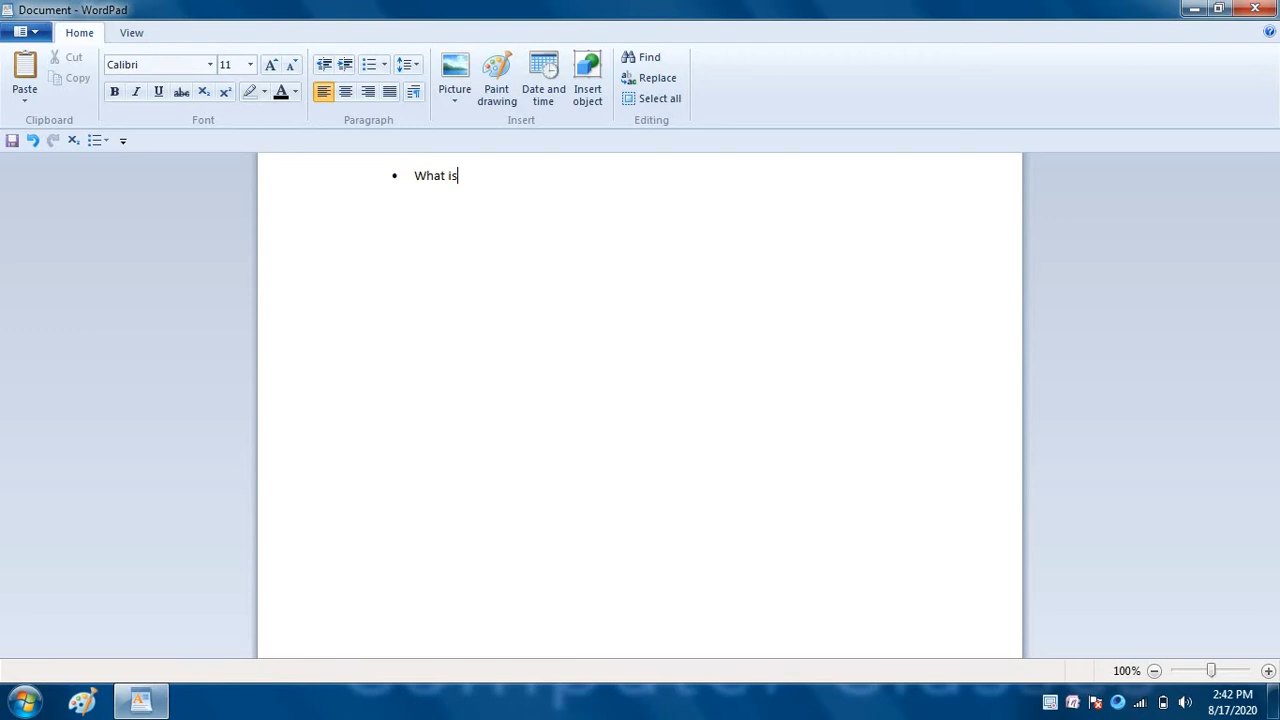 Document - WordPad
Home View
Calibri 11
Paste Cut Copy
Picture Paint drawing Date and time Insert object
Find
Replace
Select all
Clipboard Font Paragraph Insert Editing
• What is
100%
2:42 PM
8/17/2020